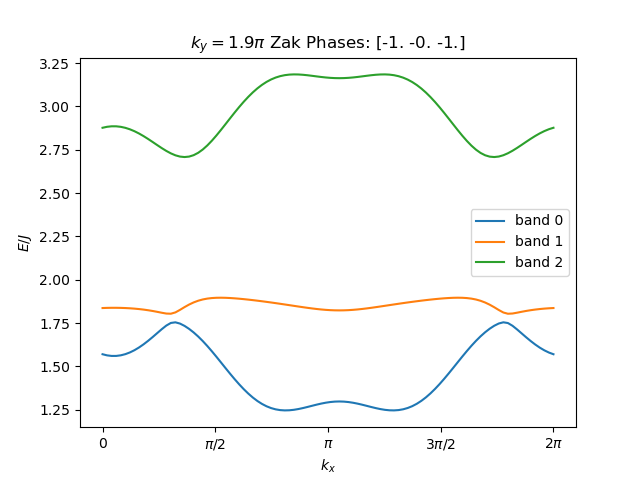 k_y = 1.9π Zak Phases: [-1. -0. -1.]
3.25
3.00
2.75
2.50
2.25
2.00
1.75
1.50
1.25
E/J
band 0
band 1
band 2
0 π/2 π 3π/2 2π
k_x